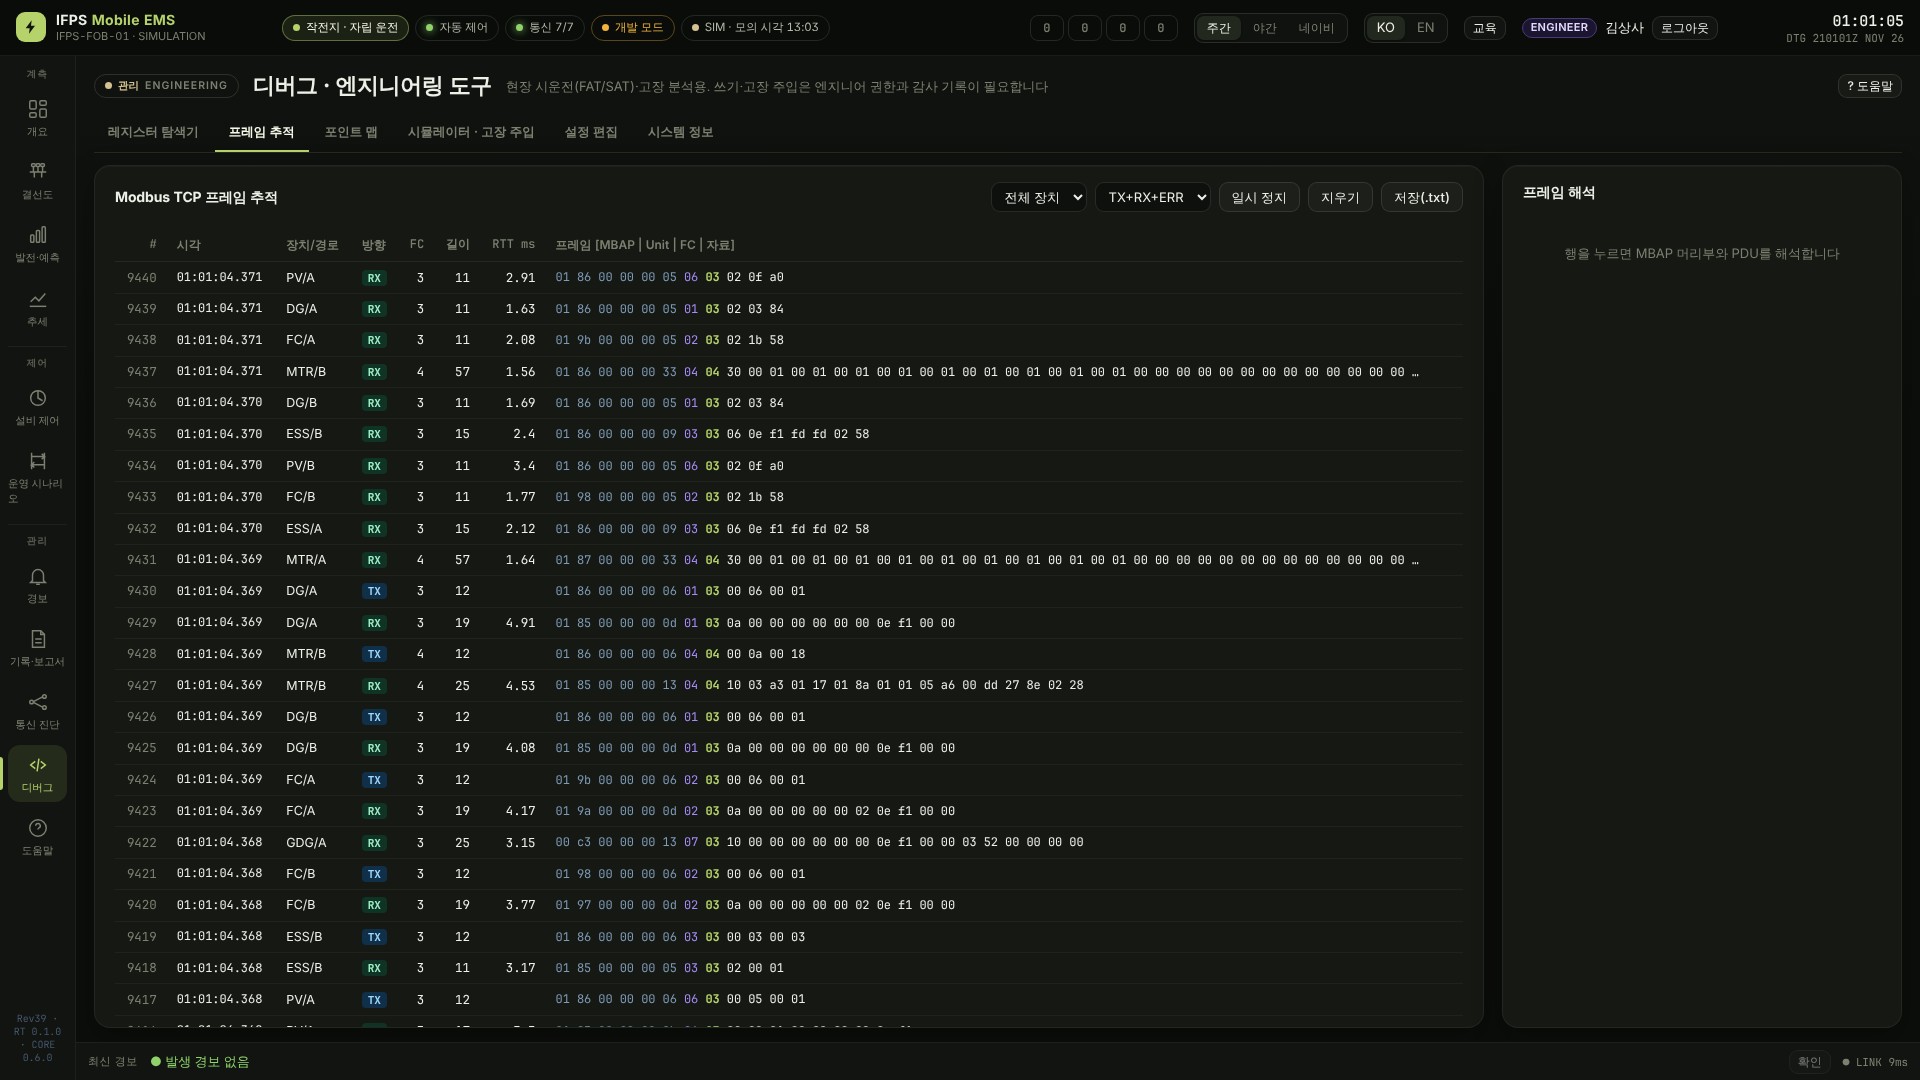 IFPS Mobile EMS
IFPS-FOB-01 · SIMULATION
작전지 · 자립 운전
자동 제어
통신 7/7
개발 모드
SIM · 모의 시각 13:03
0 0 0 0
주간 야간 네이비
KO EN
교육
ENGINEER 김상사 로그아웃
01:01:05
DTG 210101Z NOV 26
계측
개요
결선도
발전·예측
추세
제어
설비 제어
운영 시나리
오
관리
경보
기록·보고서
통신 진단
디버그
도움말
Rev39 ·
RT 0.1.0
· CORE
0.6.0
관리 ENGINEERING
디버그 · 엔지니어링 도구
현장 시운전(FAT/SAT)·고장 분석용. 쓰기·고장 주입은 엔지니어 권한과 감사 기록이 필요합니다
? 도움말
레지스터 탐색기 프레임 추적 포인트 맵 시뮬레이터 · 고장 주입 설정 편집 시스템 정보
Modbus TCP 프레임 추적
전체 장치 TX+RX+ERR 일시 정지 지우기 저장(.txt)
# 시각 장치/경로 방향 FC 길이 RTT ms 프레임 [MBAP | Unit | FC | 자료]
9440 01:01:04.371 PV/A RX 3 11 2.91 01 86 00 00 00 05 06 03 02 0f a0
9439 01:01:04.371 DG/A RX 3 11 1.63 01 86 00 00 00 05 01 03 02 03 84
9438 01:01:04.371 FC/A RX 3 11 2.08 01 9b 00 00 00 05 02 03 02 1b 58
9437 01:01:04.371 MTR/B RX 4 57 1.56 01 86 00 00 00 33 04 04 30 00 01 00 01 00 01 00 01 00 01 00 01 00 01 00 01 00 01 00 01 00 00 00 00 00 00 00 00 00 00 00 00 …
9436 01:01:04.370 DG/B RX 3 11 1.69 01 86 00 00 00 05 01 03 02 03 84
9435 01:01:04.370 ESS/B RX 3 15 2.4 01 86 00 00 00 09 03 03 06 0e f1 fd fd 02 58
9434 01:01:04.370 PV/B RX 3 11 3.4 01 86 00 00 00 05 06 03 02 0f a0
9433 01:01:04.370 FC/B RX 3 11 1.77 01 98 00 00 00 05 02 03 02 1b 58
9432 01:01:04.370 ESS/A RX 3 15 2.12 01 86 00 00 00 09 03 03 06 0e f1 fd fd 02 58
9431 01:01:04.369 MTR/A RX 4 57 1.64 01 87 00 00 00 33 04 04 30 00 01 00 01 00 01 00 01 00 01 00 01 00 01 00 01 00 01 00 01 00 00 00 00 00 00 00 00 00 00 00 00 …
9430 01:01:04.369 DG/A TX 3 12 01 86 00 00 00 06 01 03 00 06 00 01
9429 01:01:04.369 DG/A RX 3 19 4.91 01 85 00 00 00 0d 01 03 0a 00 00 00 00 00 00 0e f1 00 00
9428 01:01:04.369 MTR/B TX 4 12 01 86 00 00 00 06 04 04 00 0a 00 18
9427 01:01:04.369 MTR/B RX 4 25 4.53 01 85 00 00 00 13 04 04 10 03 a3 01 17 01 8a 01 01 05 a6 00 dd 27 8e 02 28
9426 01:01:04.369 DG/B TX 3 12 01 86 00 00 00 06 01 03 00 06 00 01
9425 01:01:04.369 DG/B RX 3 19 4.08 01 85 00 00 00 0d 01 03 0a 00 00 00 00 00 00 0e f1 00 00
9424 01:01:04.369 FC/A TX 3 12 01 9b 00 00 00 06 02 03 00 06 00 01
9423 01:01:04.369 FC/A RX 3 19 4.17 01 9a 00 00 00 0d 02 03 0a 00 00 00 00 00 02 0e f1 00 00
9422 01:01:04.368 GDG/A RX 3 25 3.15 00 c3 00 00 00 13 07 03 10 00 00 00 00 00 00 0e f1 00 00 03 52 00 00 00 00
9421 01:01:04.368 FC/B TX 3 12 01 98 00 00 00 06 02 03 00 06 00 01
9420 01:01:04.368 FC/B RX 3 19 3.77 01 97 00 00 00 0d 02 03 0a 00 00 00 00 00 02 0e f1 00 00
9419 01:01:04.368 ESS/B TX 3 12 01 86 00 00 00 06 03 03 00 03 00 03
9418 01:01:04.368 ESS/B RX 3 11 3.17 01 85 00 00 00 05 03 03 02 00 01
9417 01:01:04.368 PV/A TX 3 12 01 86 00 00 00 06 06 03 00 05 00 01
프레임 해석
행을 누르면 MBAP 머리부와 PDU를 해석합니다
최신 경보 발생 경보 없음
확인 LINK 9ms